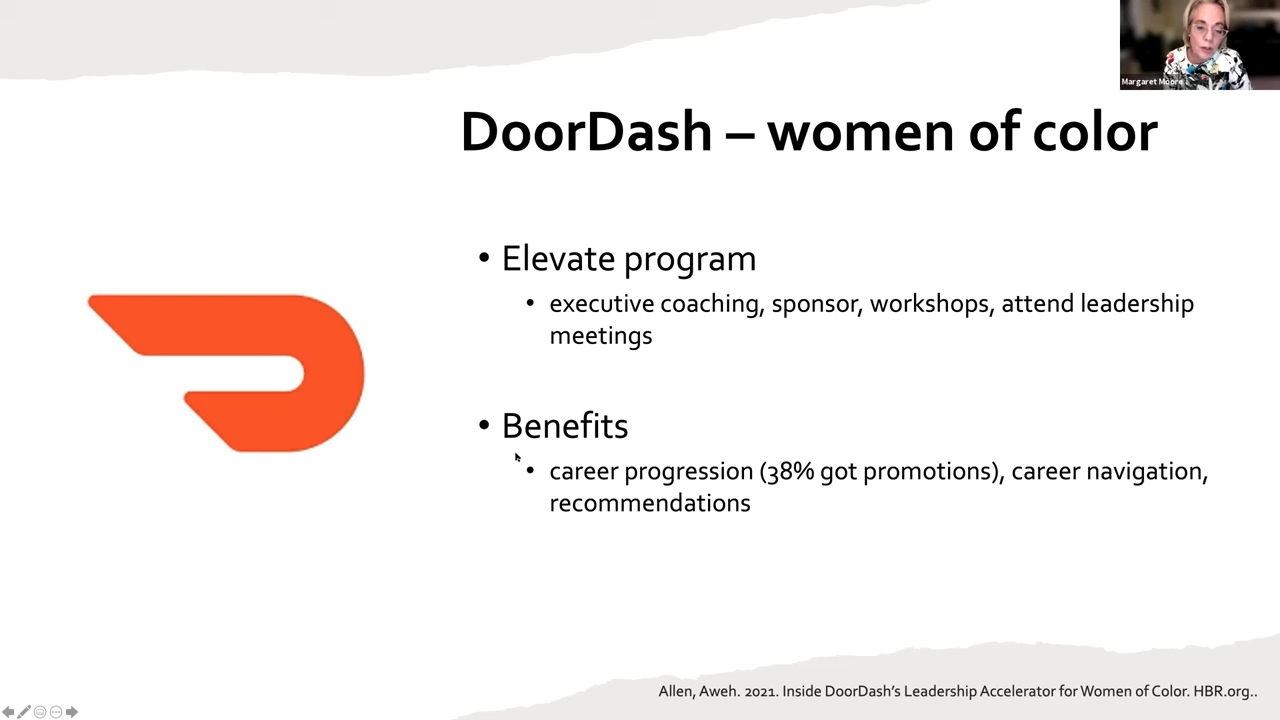 Margaret Moore
DoorDash – women of color
• Elevate program
• executive coaching, sponsor, workshops, attend leadership
meetings
• Benefits
• career progression (38% got promotions), career navigation,
recommendations
Allen, Aweh. 2021. Inside DoorDash’s Leadership Accelerator for Women of Color. HBR.org..